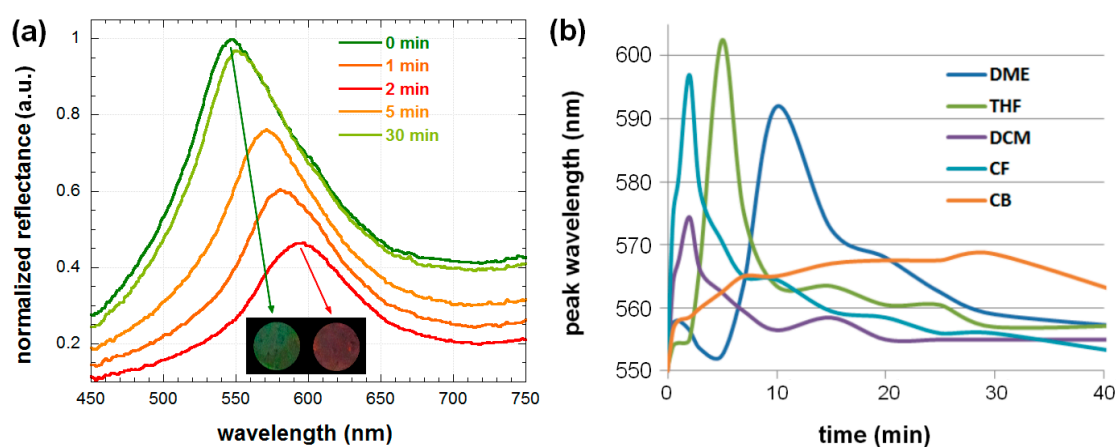 (a)
normalized reflectance (a.u.)
1
0.8
0.6
0.4
0.2
0 min
1 min
2 min
5 min
30 min
450 500 550 600 650 700 750
wavelength (nm)
(b)
peak wavelength (nm)
600
590
580
570
560
550
DME
THF
DCM
CF
CB
0 10 20 30 40
time (min)